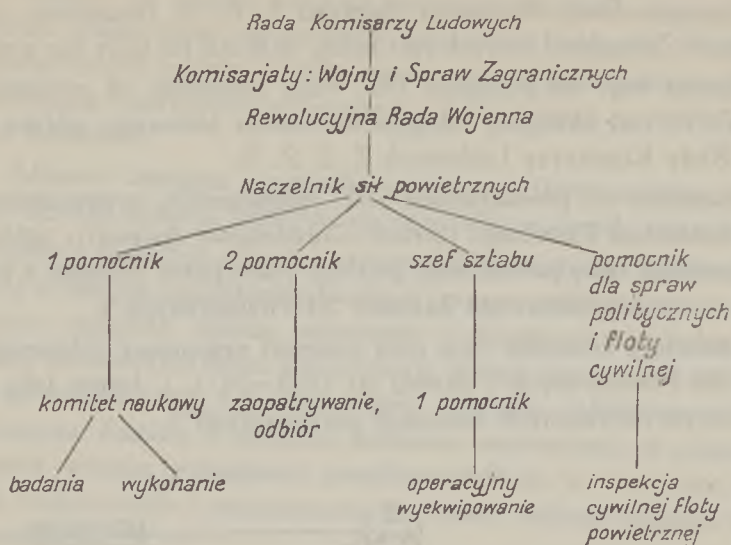 Rada Komisarzy Ludowych
Komisarjaty: Wojny i Spraw Zagranicznych
Rewolucyjna Rada Wojenna
Naczelnik sił powietrznych
1 pomocnik
2 pomocnik
szef sztabu
pomocnik
dla spraw
politycznych
i floty
cywilnej
komitet naukowy
zaopatrywanie,
odbiór
1 pomocnik
badania
wykonanie
operacyjny
wyekwipowanie
inspekcja
cywilnej floty
powietrznej